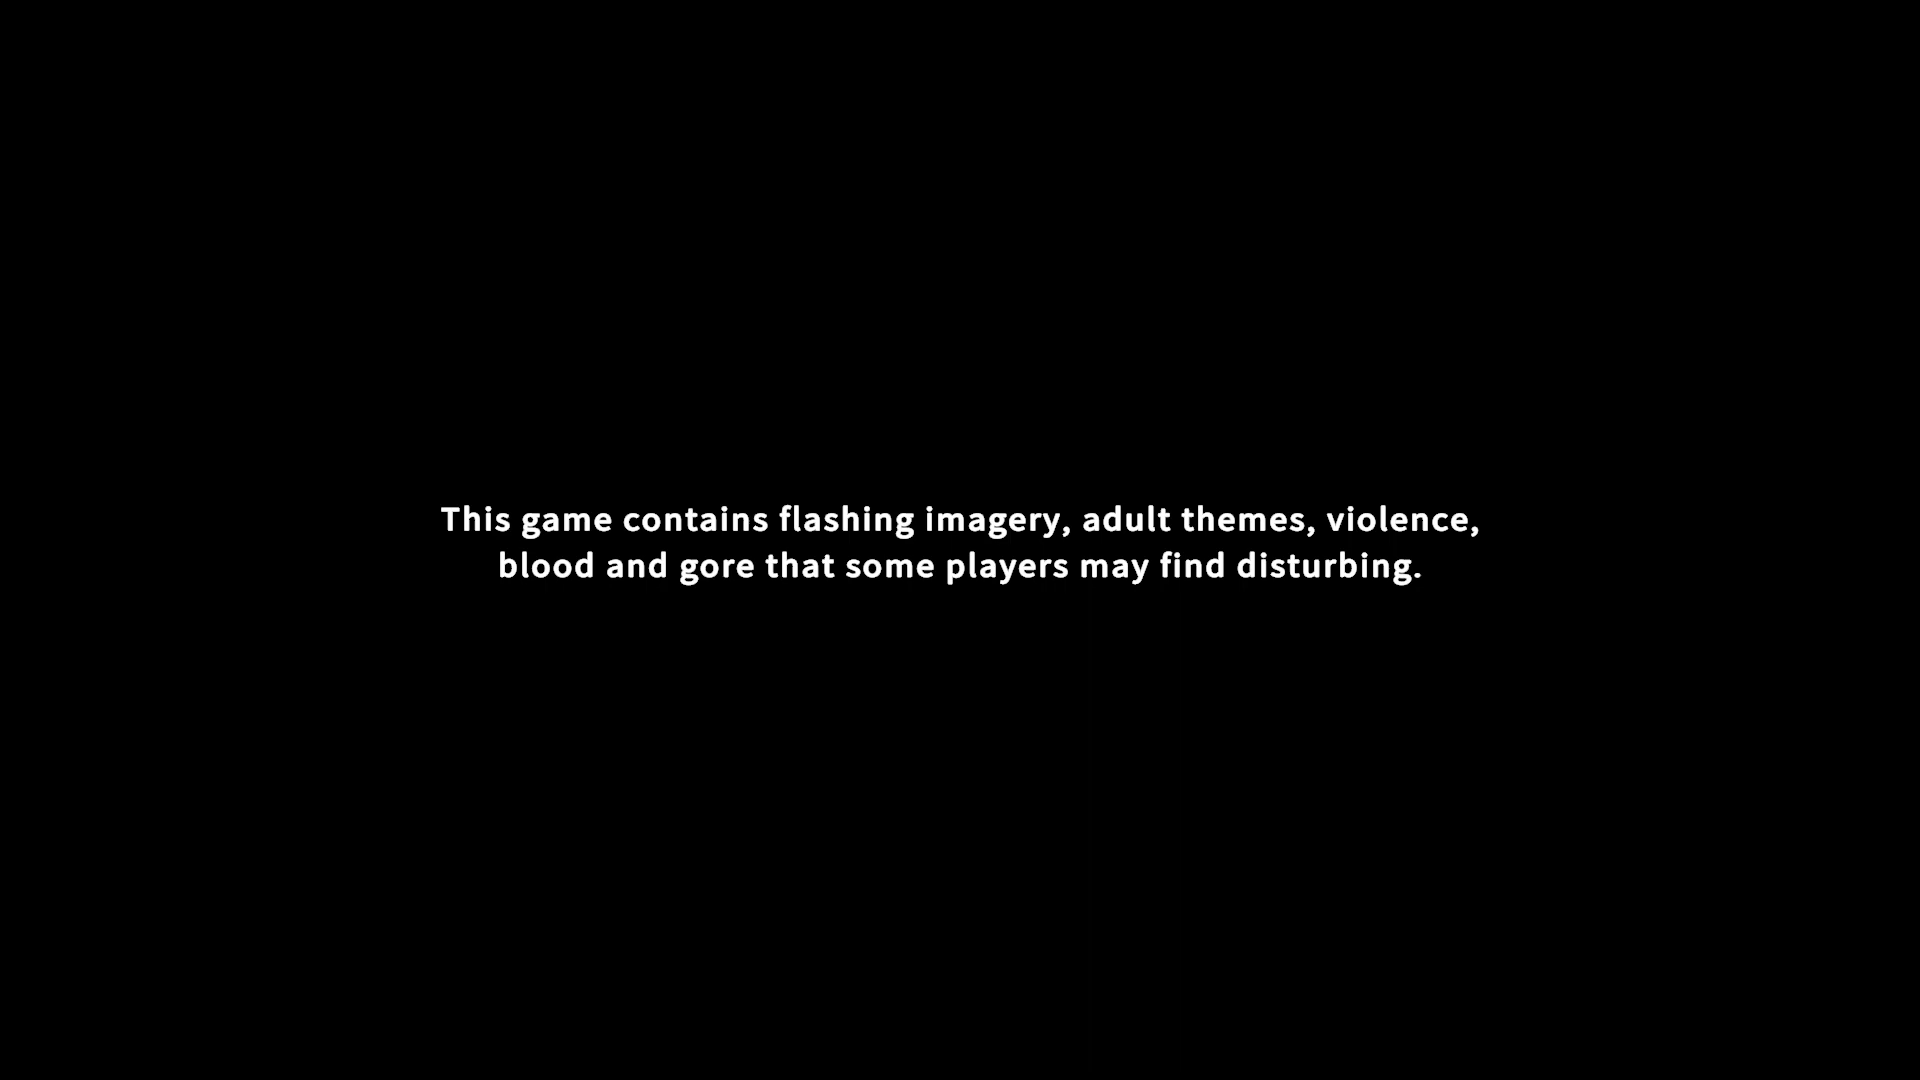 This game contains flashing imagery, adult themes, violence,
blood and gore that some players may find disturbing.